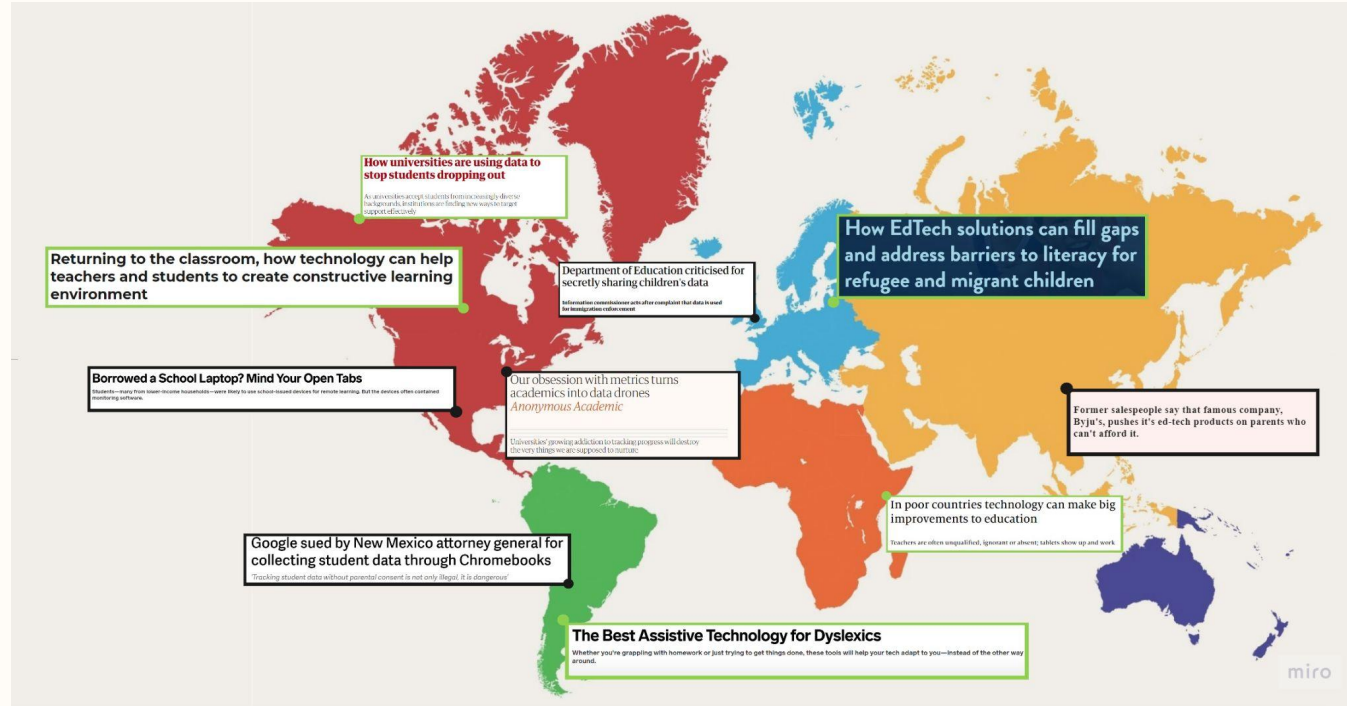 How universities are using data to
stop students dropping out
As universities accept students from increasingly diverse
backgrounds, institutions are finding new ways to target
support effectively
How EdTech solutions can fill gaps
and address barriers to literacy for
refugee and migrant children
Returning to the classroom, how technology can help
teachers and students to create constructive learning
environment
Department of Education criticised for
secretly sharing children's data
Information commissioner acts after complaint that data is used
for immigration enforcement
Borrowed a School Laptop? Mind Your Open Tabs
Students—many from lower-income households—were likely to use school-issued devices for remote learning. But the devices often contained
monitoring software.
Our obsession with metrics turns
academics into data drones
Anonymous Academic
Universities' growing addiction to tracking progress will destroy
the very things we are supposed to nurture
Former salespeople say that famous company,
Byju's, pushes it's ed-tech products on parents who
can't afford it.
In poor countries technology can make big
improvements to education
Teachers are often unqualified, ignorant or absent; tablets show up and work
Google sued by New Mexico attorney general for
collecting student data through Chromebooks
'Tracking student data without parental consent is not only illegal, it is dangerous'
The Best Assistive Technology for Dyslexics
Whether you're grappling with homework or just trying to get things done, these tools will help your tech adapt to you—instead of the other way
around.
miro